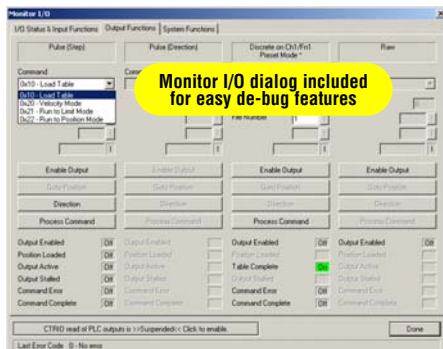 Monitor I/O
I/O Status & Input Functions Output Functions System Functions
Pulse (Step) Pulse (Direction) Discrete on Ch1/Fn1 Preset Mode * Raw
Command
0x10 - Load Table
0x10 - Load Table
0x20 - Velocity Mode
0x21 - Run to Limit Mode
0x22 - Run to Position Mode
Monitor I/O dialog included
for easy de-bug features
File Number 1
Enable Output Enable Output Enable Output Enable Output
Goto Position Goto Position Goto Position Goto Position
Direction Direction Direction Direction
Process Command Process Command Process Command Process Command
Output Enabled Off Output Enabled Output Enabled Off Output Enabled Off
Position Loaded Off Position Loaded Position Loaded Position Loaded
Output Active Off Output Active Table Complete On Output Active
Output Stalled Off Output Stalled Output Stalled Output Stalled
Command Error Off Command Error Command Error Off Command Error
Command Complete Off Command Complete Command Complete Off Command Complete
CTRIO read of PLC outputs is >>Suspended<< Click to enable. Done
Last Error Code 0 - No error